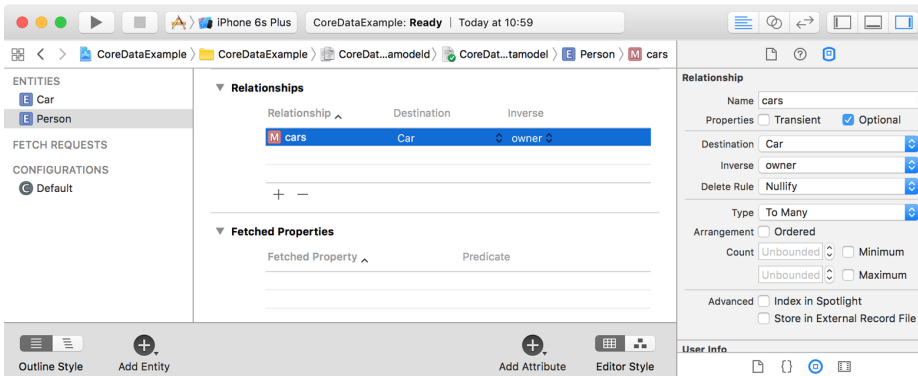 iPhone 6s Plus CoreDataExample: Ready | Today at 10:59
CoreDataExample CoreDataExample CoreDat...amodeld) CoreDat...tamodel E Person M cars
ENTITIES
E Car
E Person
FETCH REQUESTS
CONFIGURATIONS
C Default
Relationships
Relationship Destination Inverse
M cars Car owner
+ −
Fetched Properties
Fetched Property Predicate
Outline Style Add Entity Add Attribute Editor Style
Relationship
Name cars
Properties Transient Optional
Destination Car
Inverse owner
Delete Rule Nullify
Type To Many
Arrangement Ordered
Count Unbounded Minimum
Unbounded Maximum
Advanced Index in Spotlight
Store in External Record File
User Info